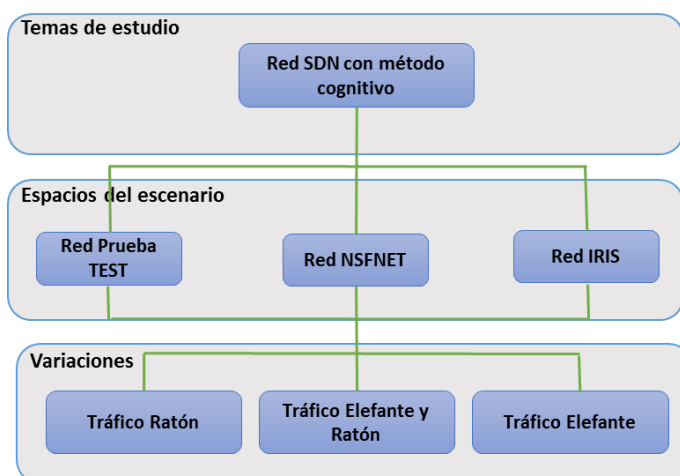 Temas de estudio
Red SDN con método
cognitivo
Espacios del escenario
Red Prueba
TEST
Red NSFNET
Red IRIS
Variaciones
Tráfico Ratón
Tráfico Elefante y
Ratón
Tráfico Elefante